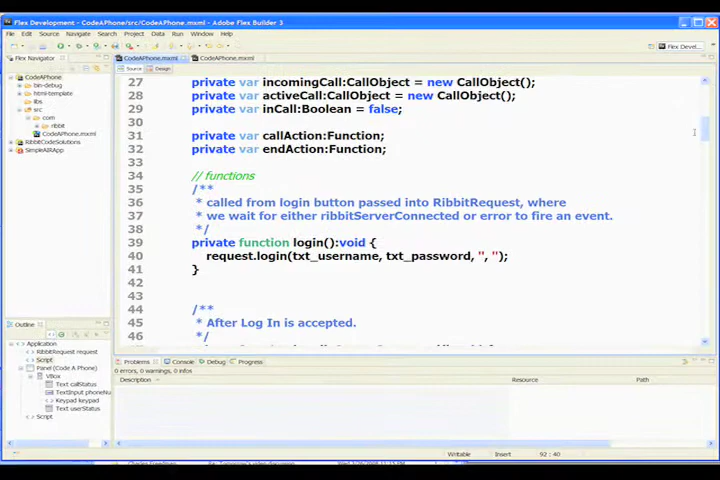 Flex Development - CodeAPhone/src/CodeAPhone.mxml - Adobe Flex Builder 3
File Edit Source Navigate Search Project Data Run Window Help
Flex Devel...
Flex Navigator
CodeAPhone.mxml
CodeAPhone.mxml
Source Design
CodeAPhone
bin-debug
html-template
libs
src
com
ribbit
CodeAPhone.mxml
RibbitCodeSolutions
SimpleAIRApp
27 private var incomingCall:CallObject = new CallObject();
28 private var activeCall:CallObject = new CallObject();
29 private var inCall:Boolean = false;
30
31 private var callAction:Function;
32 private var endAction:Function;
33
34 // functions
35 /**
36 * called from login button passed into RibbitRequest, where
37 * we wait for either ribbitServerConnected or error to fire an event.
38 */
39 private function login():void {
40 request.login(txt_username, txt_password, '', '');
41 }
42
43
44 /**
45 * After Log In is accepted.
46
Outline
Application
RibbitRequest request
Script
Panel (Code A Phone)
VBox
Text callStatus
TextInput phoneNu
Keypad keypad
Text userStatus
Script
Problems Console Debug Progress
0 errors, 0 warnings, 0 infos
Description Resource Path
Writable Insert 92 : 40